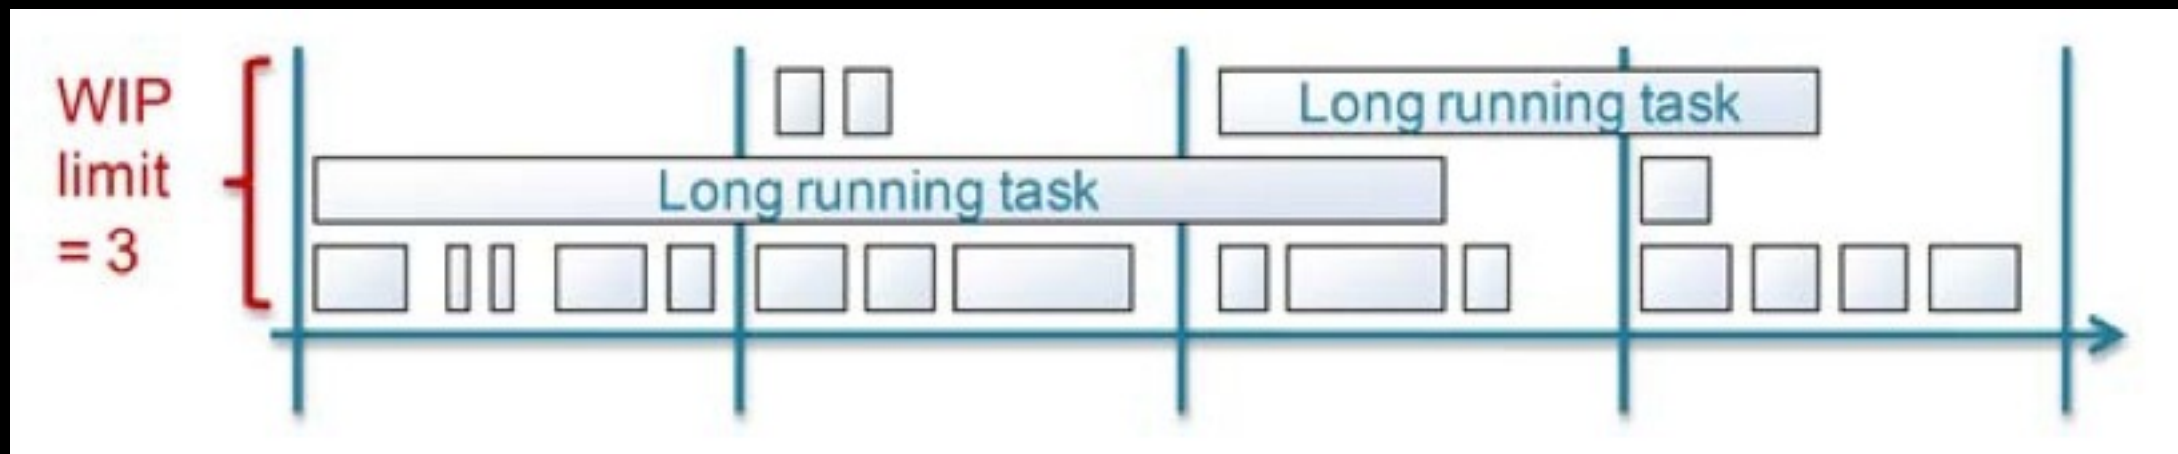 WIP
limit
= 3
Long running task
Long running task